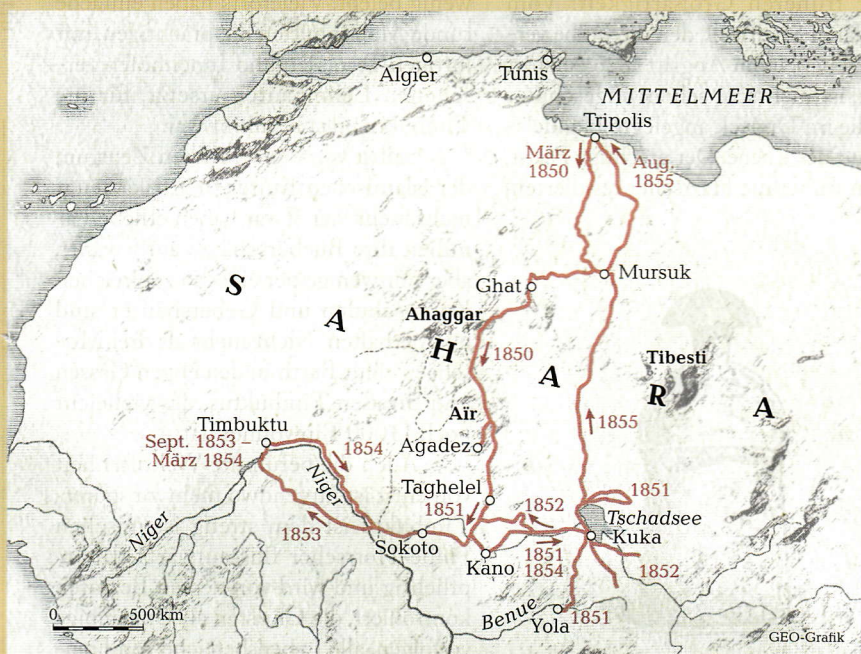 Algier
Tunis
MITTELMEER
Tripolis
März
1850
Aug.
1855
S
A
H
A
R
A
Ghat
Mursuk
Ahaggar
1850
Tibesti
Aïr
1855
Timbuktu
Sept. 1853 –
März 1854
1854
Agadez
Niger
Taghelel
1851
1852
1851
Niger
1853
Sokoto
Tschadsee
Kuka
Kano
1851
1854
1852
Benue
Yola
1851
0 500 km
GEO-Grafik